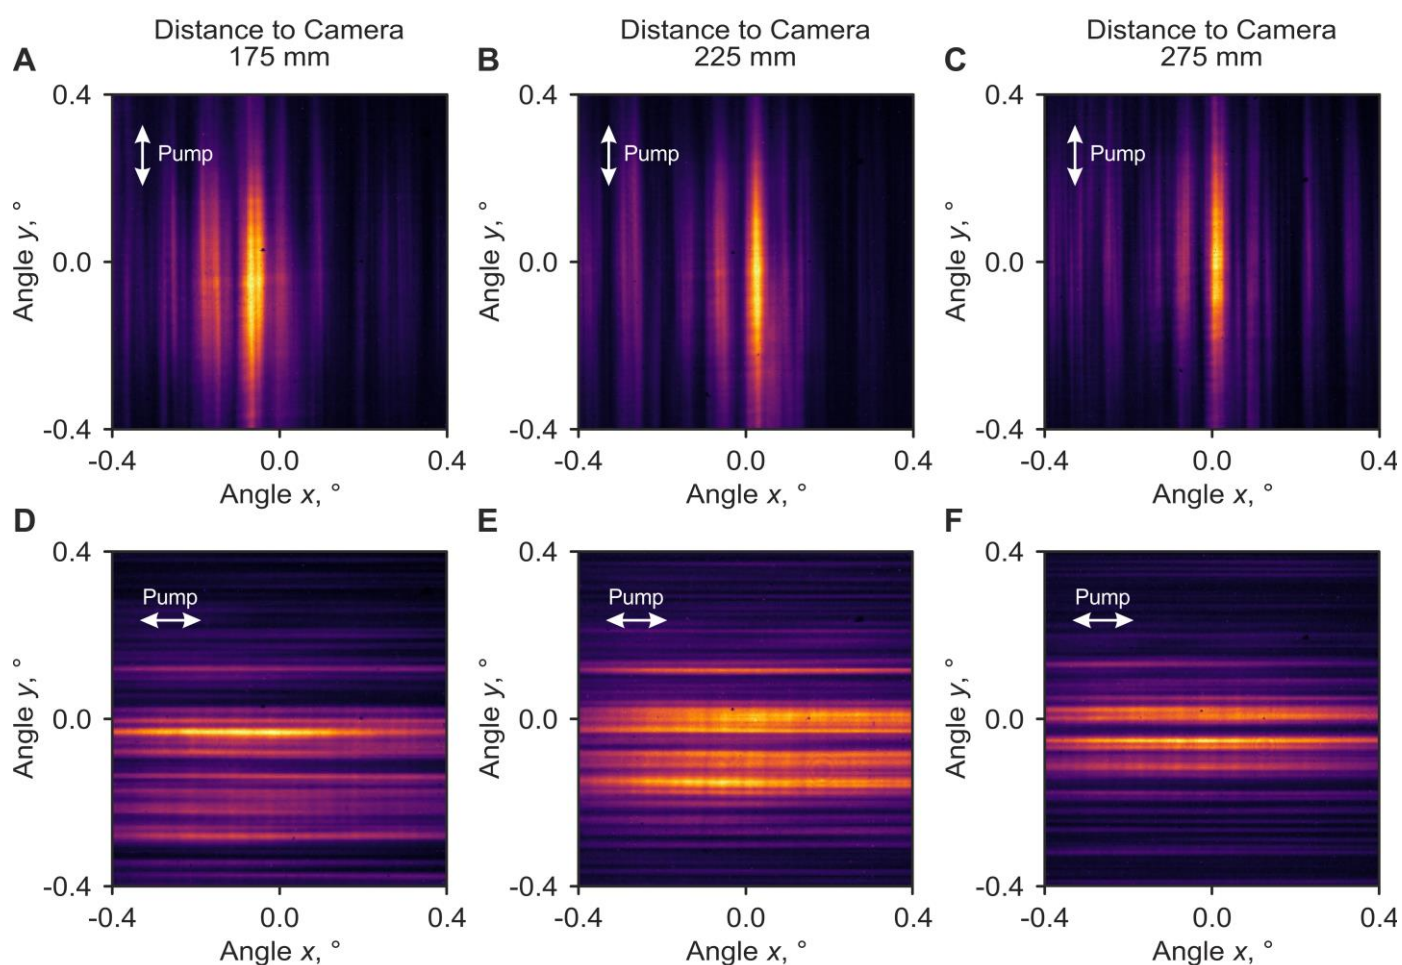 Distance to Camera
175 mm
Distance to Camera
225 mm
Distance to Camera
275 mm
A
B
C
0.4
0.0
-0.4
Angle y, °
Pump
-0.4
0.0
0.4
Angle x, °
0.4
0.0
-0.4
Angle y, °
Pump
-0.4
0.0
0.4
Angle x, °
0.4
0.0
-0.4
Angle y, °
Pump
-0.4
0.0
0.4
Angle x, °
D
E
F
0.4
0.0
-0.4
Angle y, °
Pump
-0.4
0.0
0.4
Angle x, °
0.4
0.0
-0.4
Angle y, °
Pump
-0.4
0.0
0.4
Angle x, °
0.4
0.0
-0.4
Angle y, °
Pump
-0.4
0.0
0.4
Angle x, °